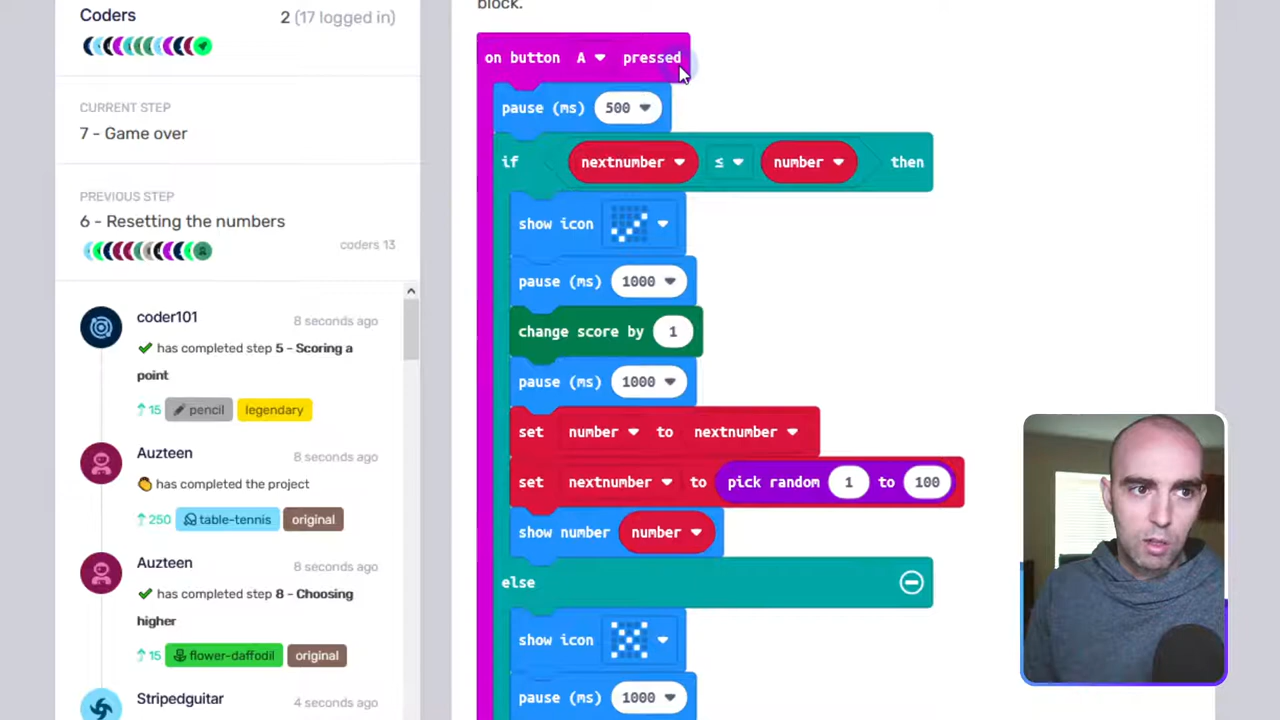 Coders
2 (17 logged in)
CURRENT STEP
7 - Game over
PREVIOUS STEP
6 - Resetting the numbers
coders 13
coder101
8 seconds ago
has completed step 5 - Scoring a
point
15 pencil legendary
Auzteen
8 seconds ago
has completed the project
250 table-tennis original
Auzteen
8 seconds ago
has completed step 8 - Choosing
higher
15 flower-daffodil original
Stripedguitar
4 seconds ago
block.
on button A pressed
pause (ms) 500
if nextnumber ≤ number then
show icon
pause (ms) 1000
change score by 1
pause (ms) 1000
set number to nextnumber
set nextnumber to pick random 1 to 100
show number number
else
show icon
pause (ms) 1000